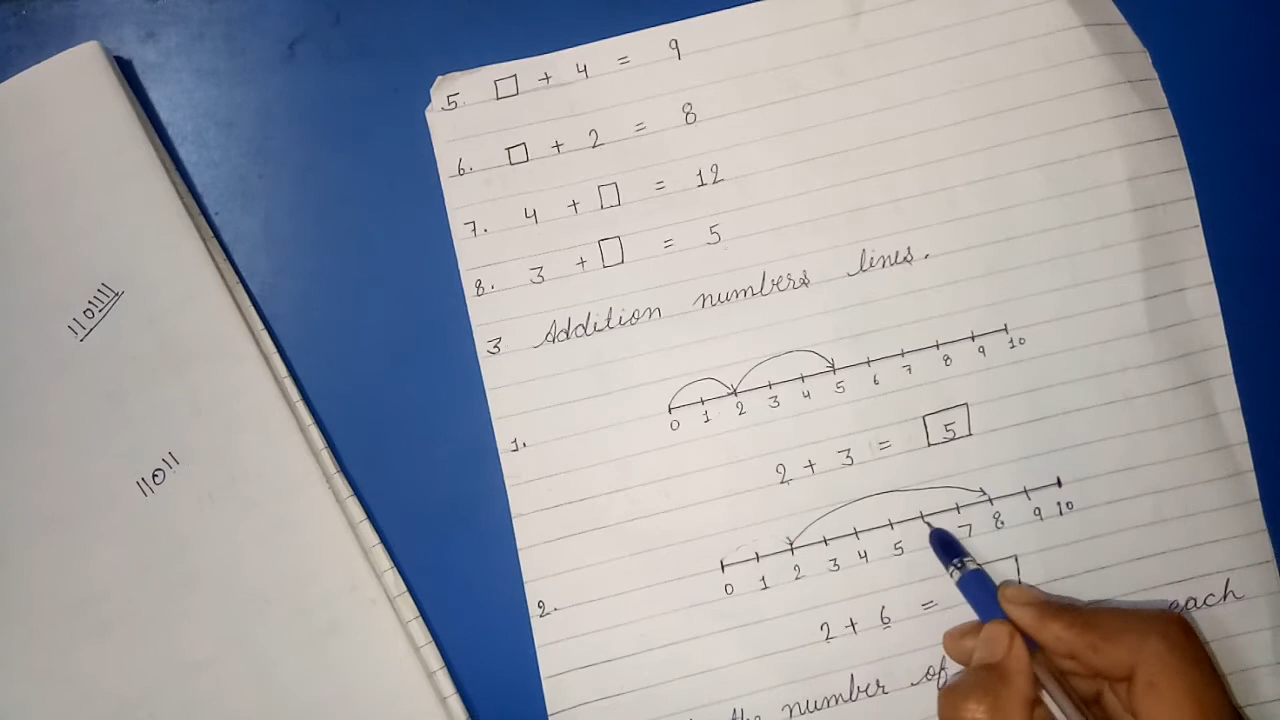 5. □ + 4 = 9
6. □ + 2 = 8
7. 4 + □ = 12
8. 3 + □ = 5
3 Addition numbers lines.
0 1 2 3 4 5 6 7 8 9 10
1.
2 + 3 = 5
0 1 2 3 4 5 7 8 9 10
2.
2 + 6 =
the number of each
11011111
11011